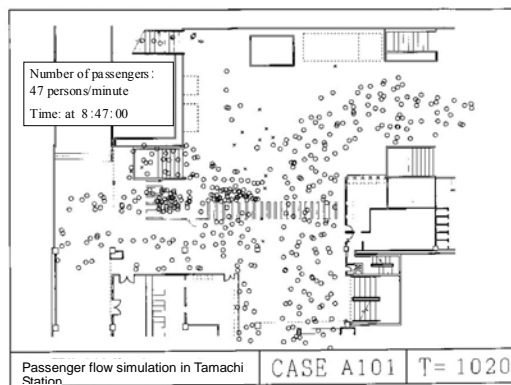 Number of passengers:
47 persons/minute
Time: at 8:47:00
Passenger flow simulation in Tamachi
Station
CASE A101
T= 1020